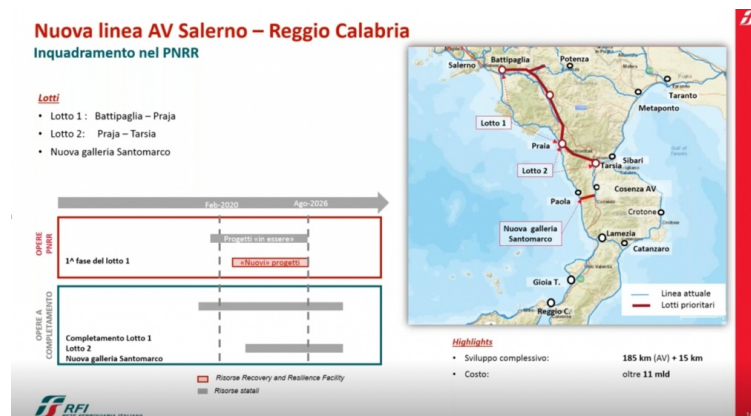 Nuova linea AV Salerno – Reggio Calabria
Inquadramento nel PNRR
Lotti
• Lotto 1 : Battipaglia – Praja
• Lotto 2: Praja – Tarsia
• Nuova galleria Santomarco
Feb-2020
Ago-2026
OPERE PNRR
Progetti «in essere»
1^ fase del lotto 1
«Nuovi» progetti
OPERE A COMPLETAMENTO
Completamento Lotto 1
Lotto 2
Nuova galleria Santomarco
Risorse Recovery and Resilience Facility
Risorse statali
RFI
RETE FERROVIARIA ITALIANA
Salerno
Battipaglia
Potenza
Taranto
Metaponto
Lotto 1
Praia
Lotto 2
Sibari
Tarsia
Cosenza AV
Paola
Crotone
Nuova galleria
Santomarco
Lamezia
Catanzaro
Gioia T.
Reggio C.
Linea attuale
Lotti prioritari
Highlights
• Sviluppo complessivo: 185 km (AV) + 15 km
• Costo: oltre 11 mld